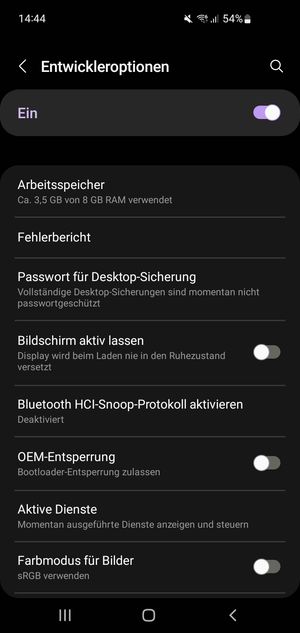 14:44
54%
Entwickleroptionen
Ein
Arbeitsspeicher
Ca. 3,5 GB von 8 GB RAM verwendet
Fehlerbericht
Passwort für Desktop-Sicherung
Vollständige Desktop-Sicherungen sind momentan nicht
passwortgeschützt
Bildschirm aktiv lassen
Display wird beim Laden nie in den Ruhezustand
versetzt
Bluetooth HCI-Snoop-Protokoll aktivieren
Deaktiviert
OEM-Entsperrung
Bootloader-Entsperrung zulassen
Aktive Dienste
Momentan ausgeführte Dienste anzeigen und steuern
Farbmodus für Bilder
sRGB verwenden